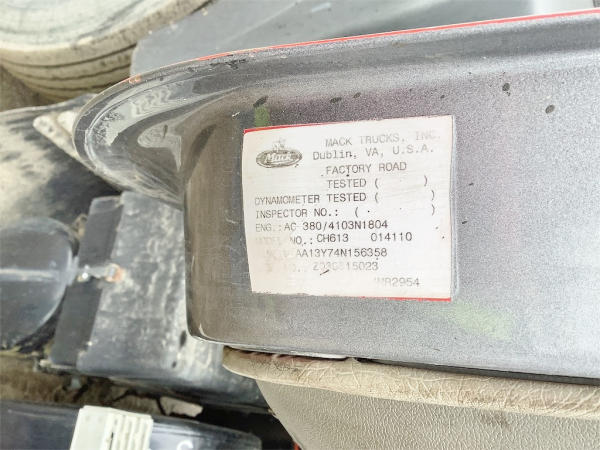 Mack
MACK TRUCKS, INC.
Dublin, VA, U.S.A.
FACTORY ROAD
TESTED ( )
DYNAMOMETER TESTED ( )
INSPECTOR NO.: ( . )
ENG.: AC 380/4103N1804
NO.: CH613 014110
AA13Y74N156358